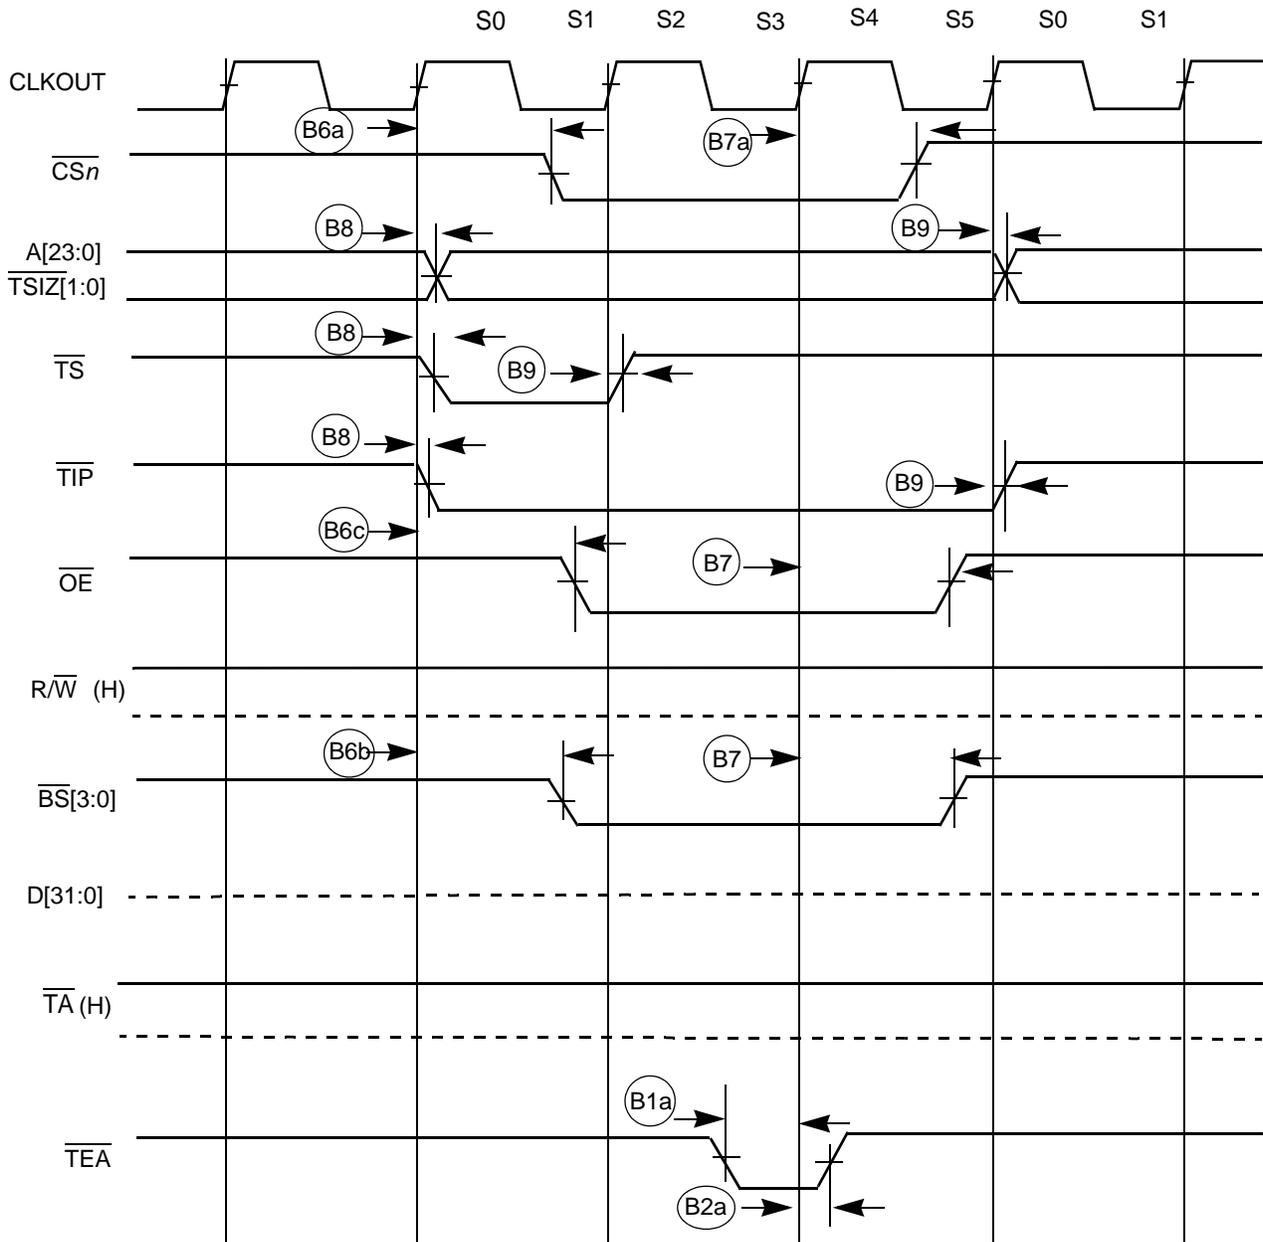 S0 S1 S2 S3 S4 S5 S0 S1
CLKOUT
B6a B7a
CSn
B8 B9
A[23:0]
TSIZ[1:0]
B8
TS B9
B8
TIP B9
B6c
OE B7
R/W (H)
B6b B7
BS[3:0]
D[31:0]
TA (H)
B1a
TEA
B2a